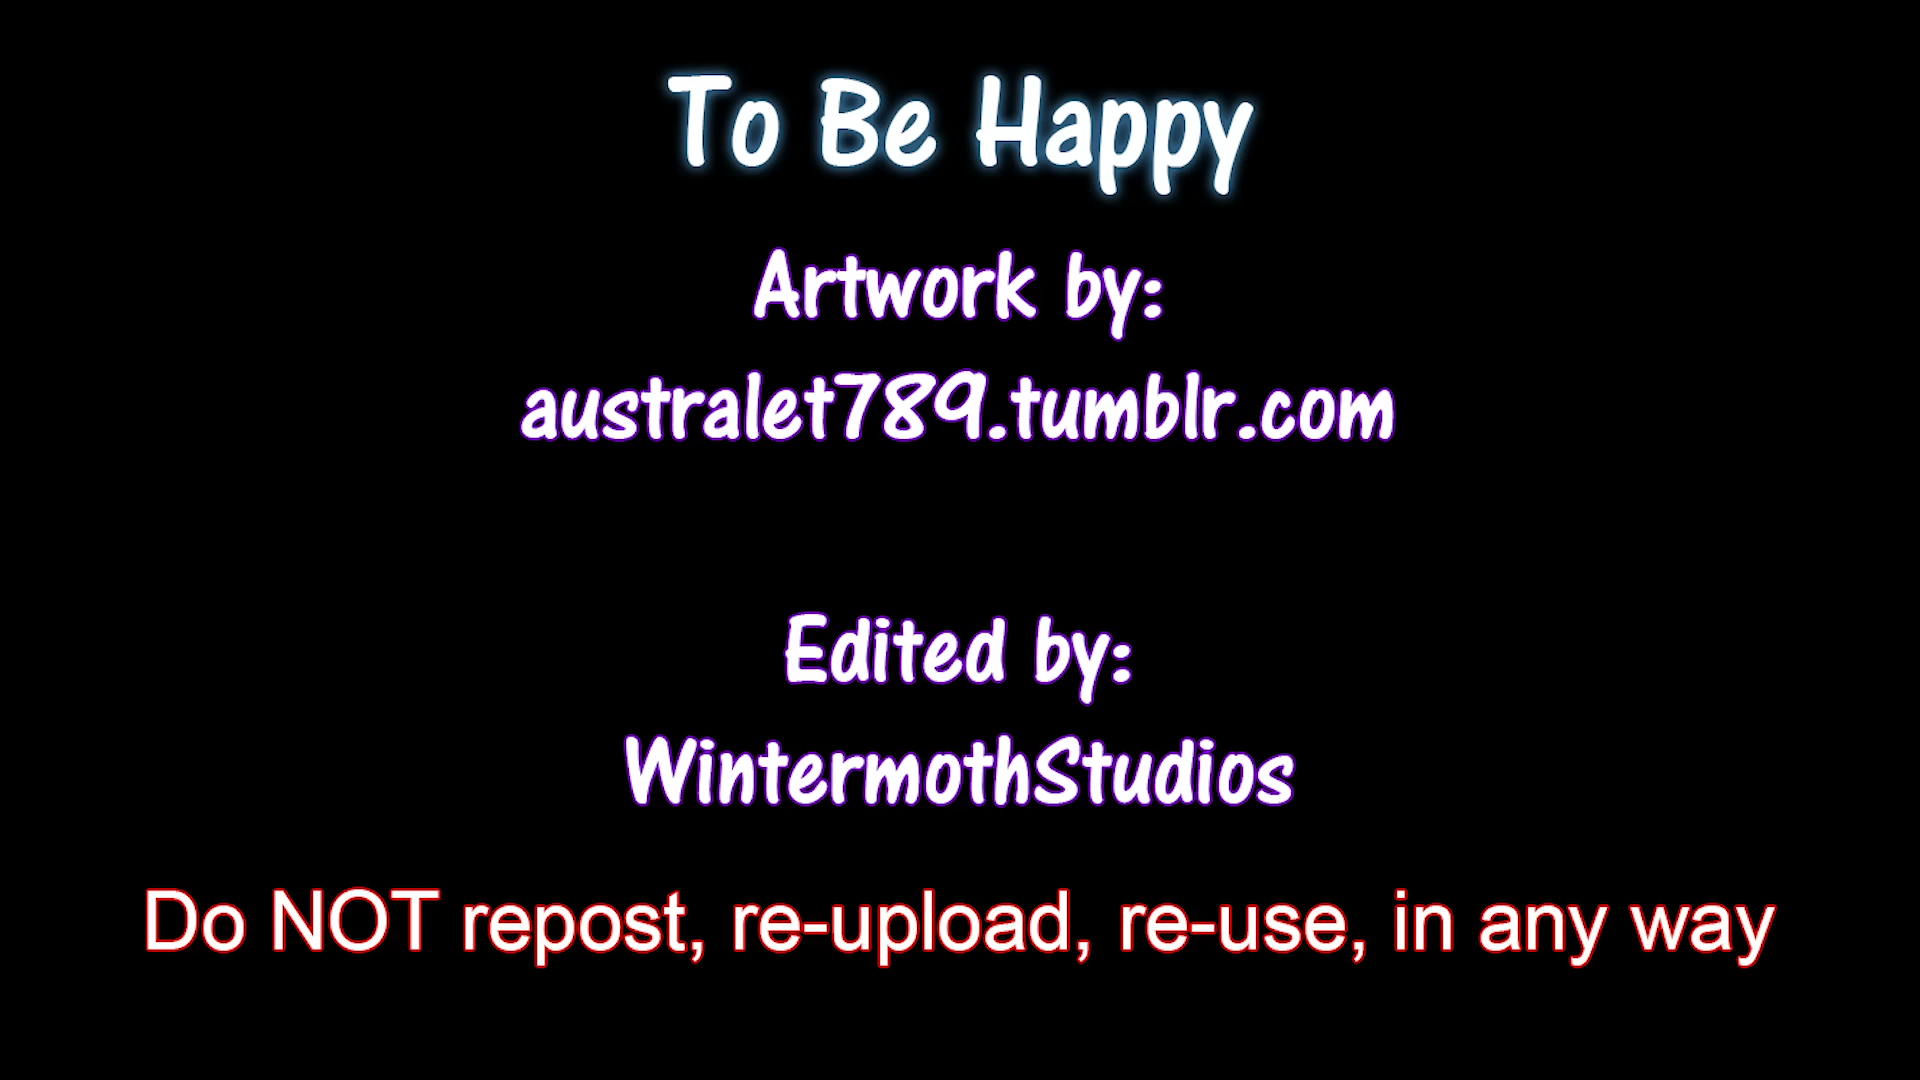 To Be Happy
Artwork by:
australet789.tumblr.com
Edited by:
WintermothStudios
Do NOT repost, re-upload, re-use, in any way